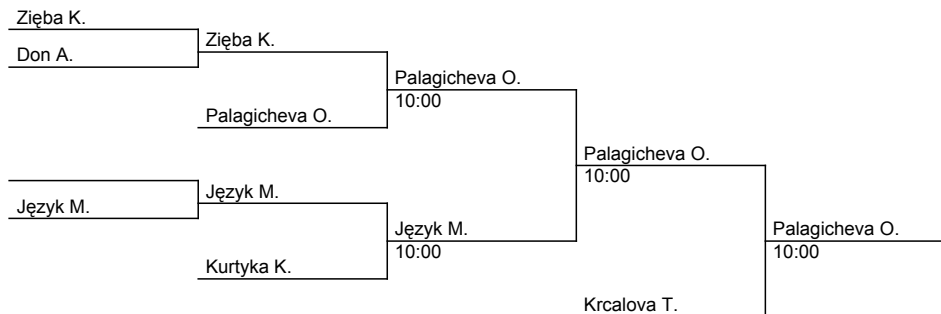 Zięba K.
Don A.
Zięba K.
Palagicheva O.
Palagicheva O.
10:00
Język M.
Język M.
Kurtyka K.
Język M.
10:00
Palagicheva O.
10:00
Krcalova T.
Palagicheva O.
10:00